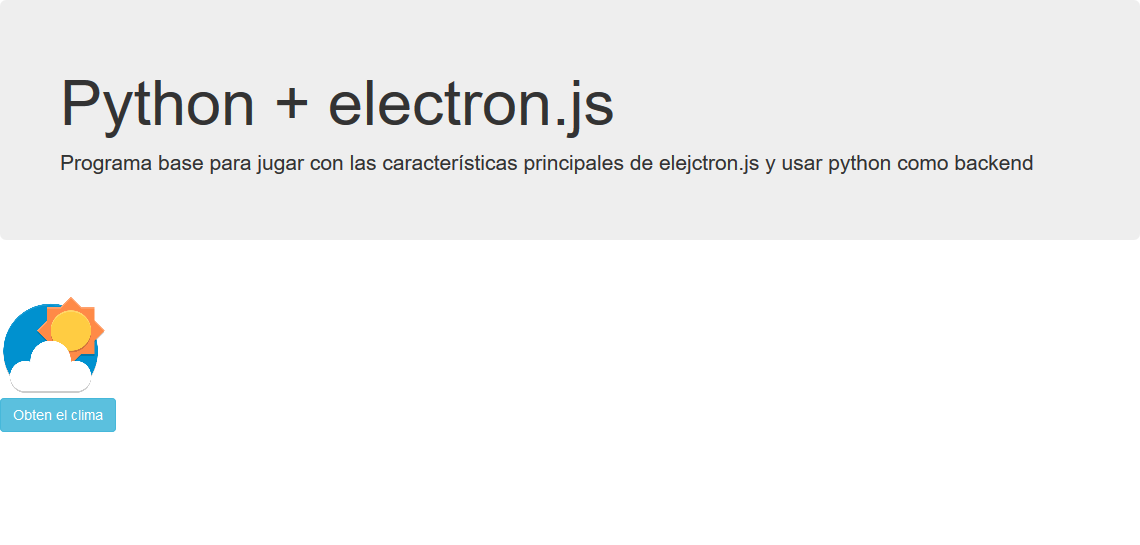 Python + electron.js
Programa base para jugar con las características principales de elejctron.js y usar python como backend
Obten el clima